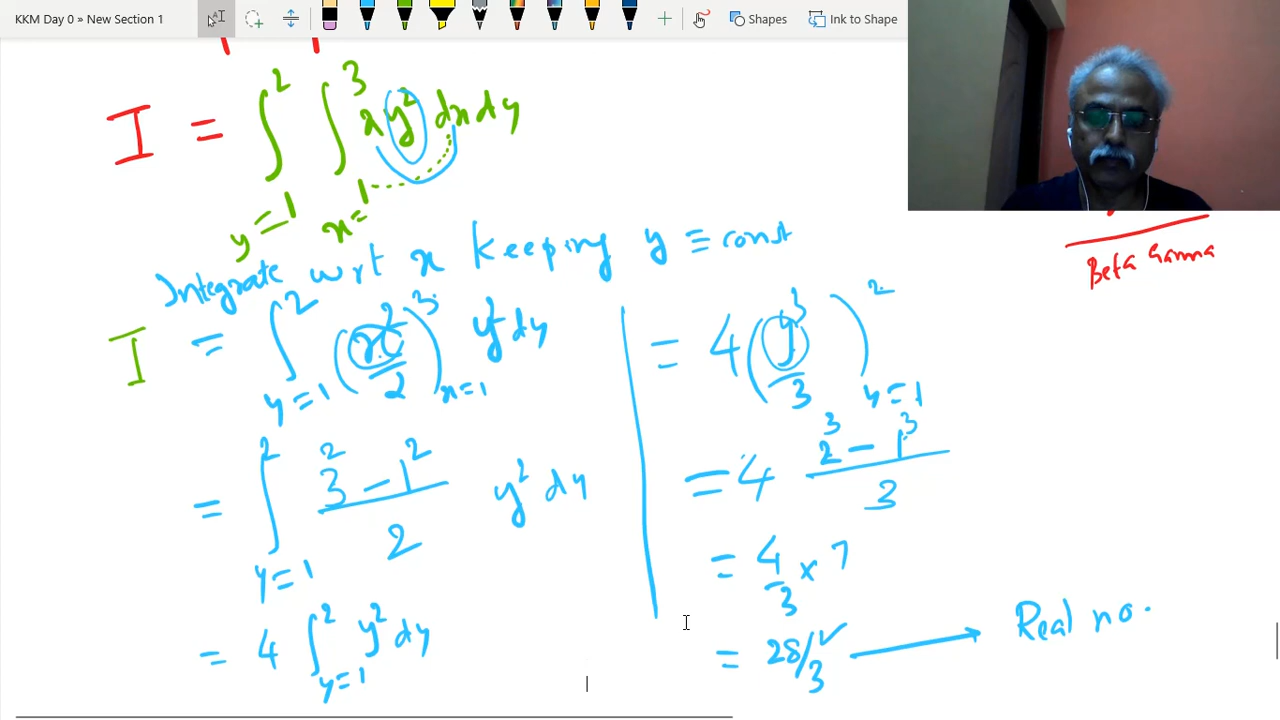 KKM Day 0 » New Section 1
Shapes
Ink to Shape
I = ∫_{y=1}^{2} ∫_{x=1}^{3} x y² dx dy
Beta Gamma
Integrate wrt x keeping y ≡ const
I = ∫_{y=1}^{2} (x²/2)_{x=1}^{3} y² dy
= ∫_{y=1}^{2} (3² − 1²)/2 y² dy
= 4 ∫_{y=1}^{2} y² dy
= 4 (y³/3)_{y=1}^{2}
= 4 (2³ − 1³)/3
= 4/3 × 7
= 28/3 ✓ → Real no.